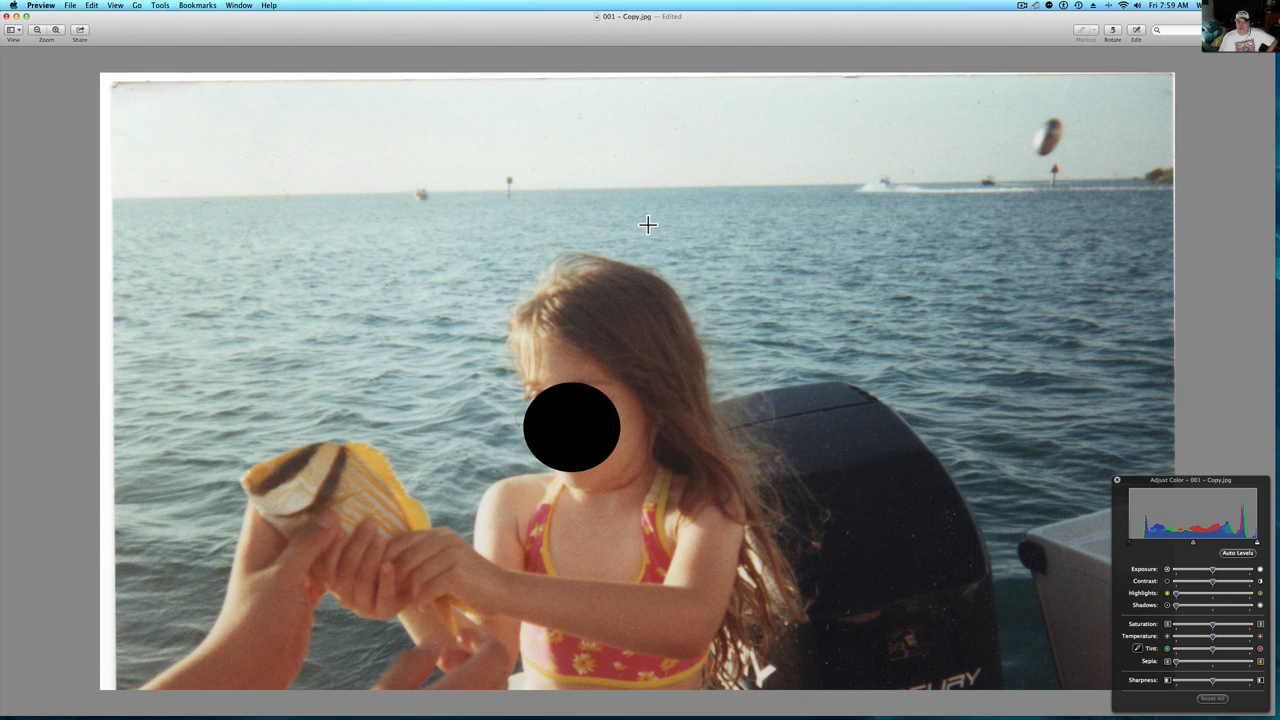 Preview File Edit View Go Tools Bookmarks Window Help
Fri 7:59 AM
001 - Copy.jpg — Edited
View Zoom Share
Markup Rotate Edit
Adjust Color - 001 - Copy.jpg
Auto Levels
Exposure:
Contrast:
Highlights:
Shadows:
Saturation:
Temperature:
Tint:
Sepia:
Sharpness:
Reset All